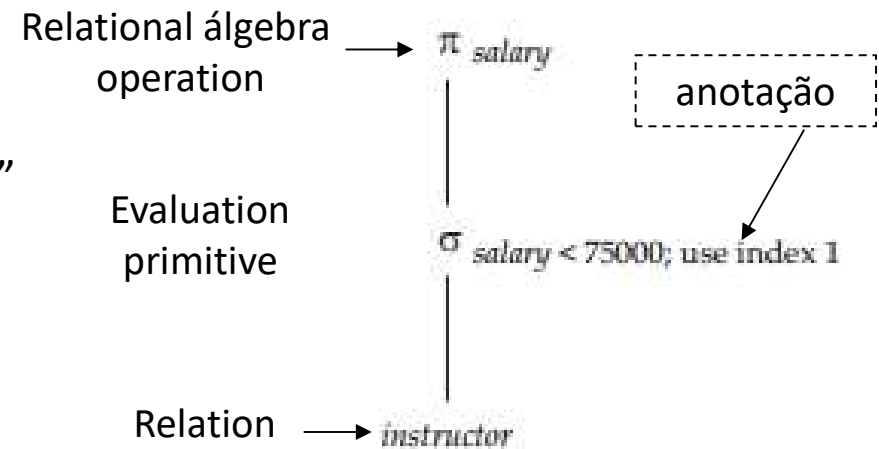 Relational álgebra
operation
π salary
anotação
”
Evaluation
primitive
σ salary < 75000; use index 1
Relation
instructor